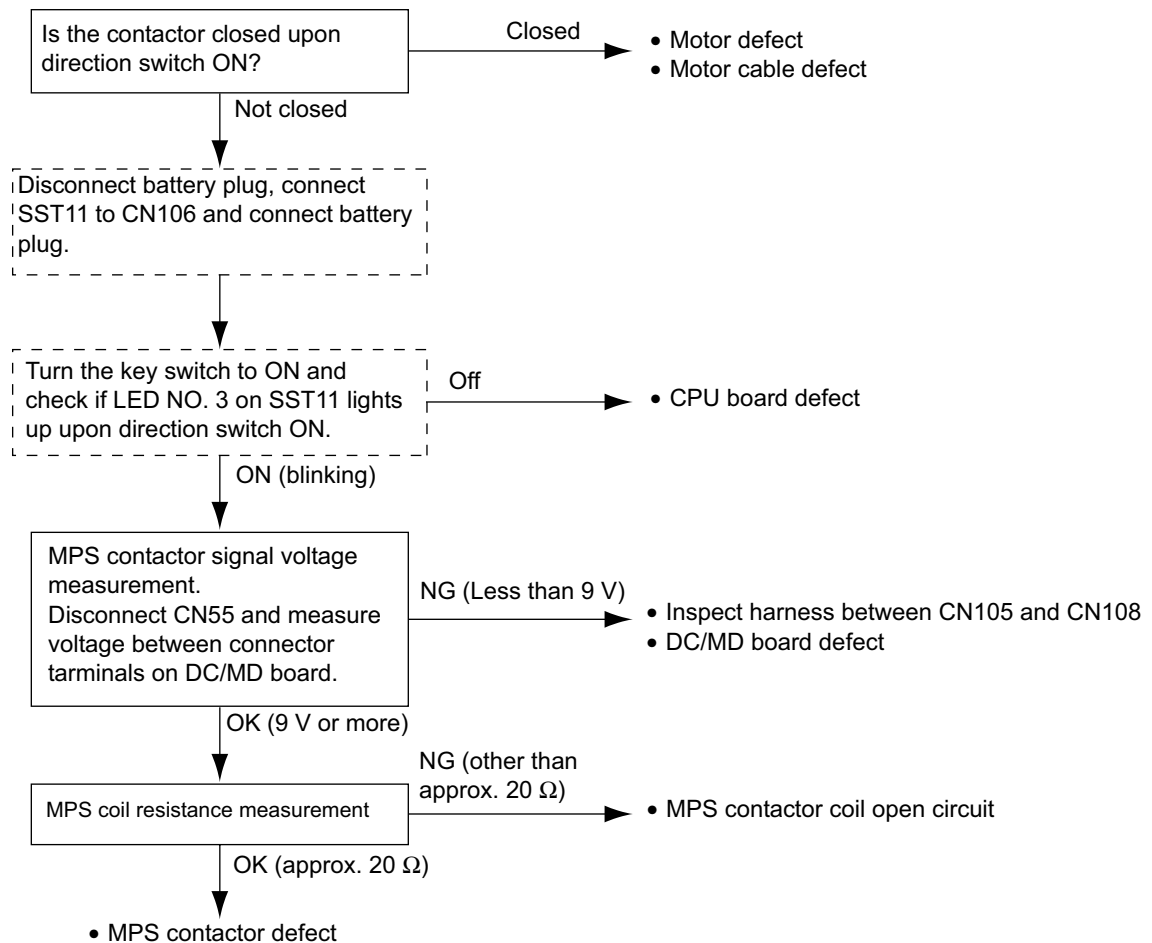 Is the contactor closed upon
direction switch ON?
Closed
• Motor defect
• Motor cable defect
Not closed
Disconnect battery plug, connect
SST11 to CN106 and connect battery
plug.
Turn the key switch to ON and
check if LED NO. 3 on SST11 lights
up upon direction switch ON.
Off
• CPU board defect
ON (blinking)
MPS contactor signal voltage
measurement.
Disconnect CN55 and measure
voltage between connector
tarminals on DC/MD board.
NG (Less than 9 V)
• Inspect harness between CN105 and CN108
• DC/MD board defect
OK (9 V or more)
MPS coil resistance measurement
NG (other than
approx. 20 Ω)
• MPS contactor coil open circuit
OK (approx. 20 Ω)
• MPS contactor defect